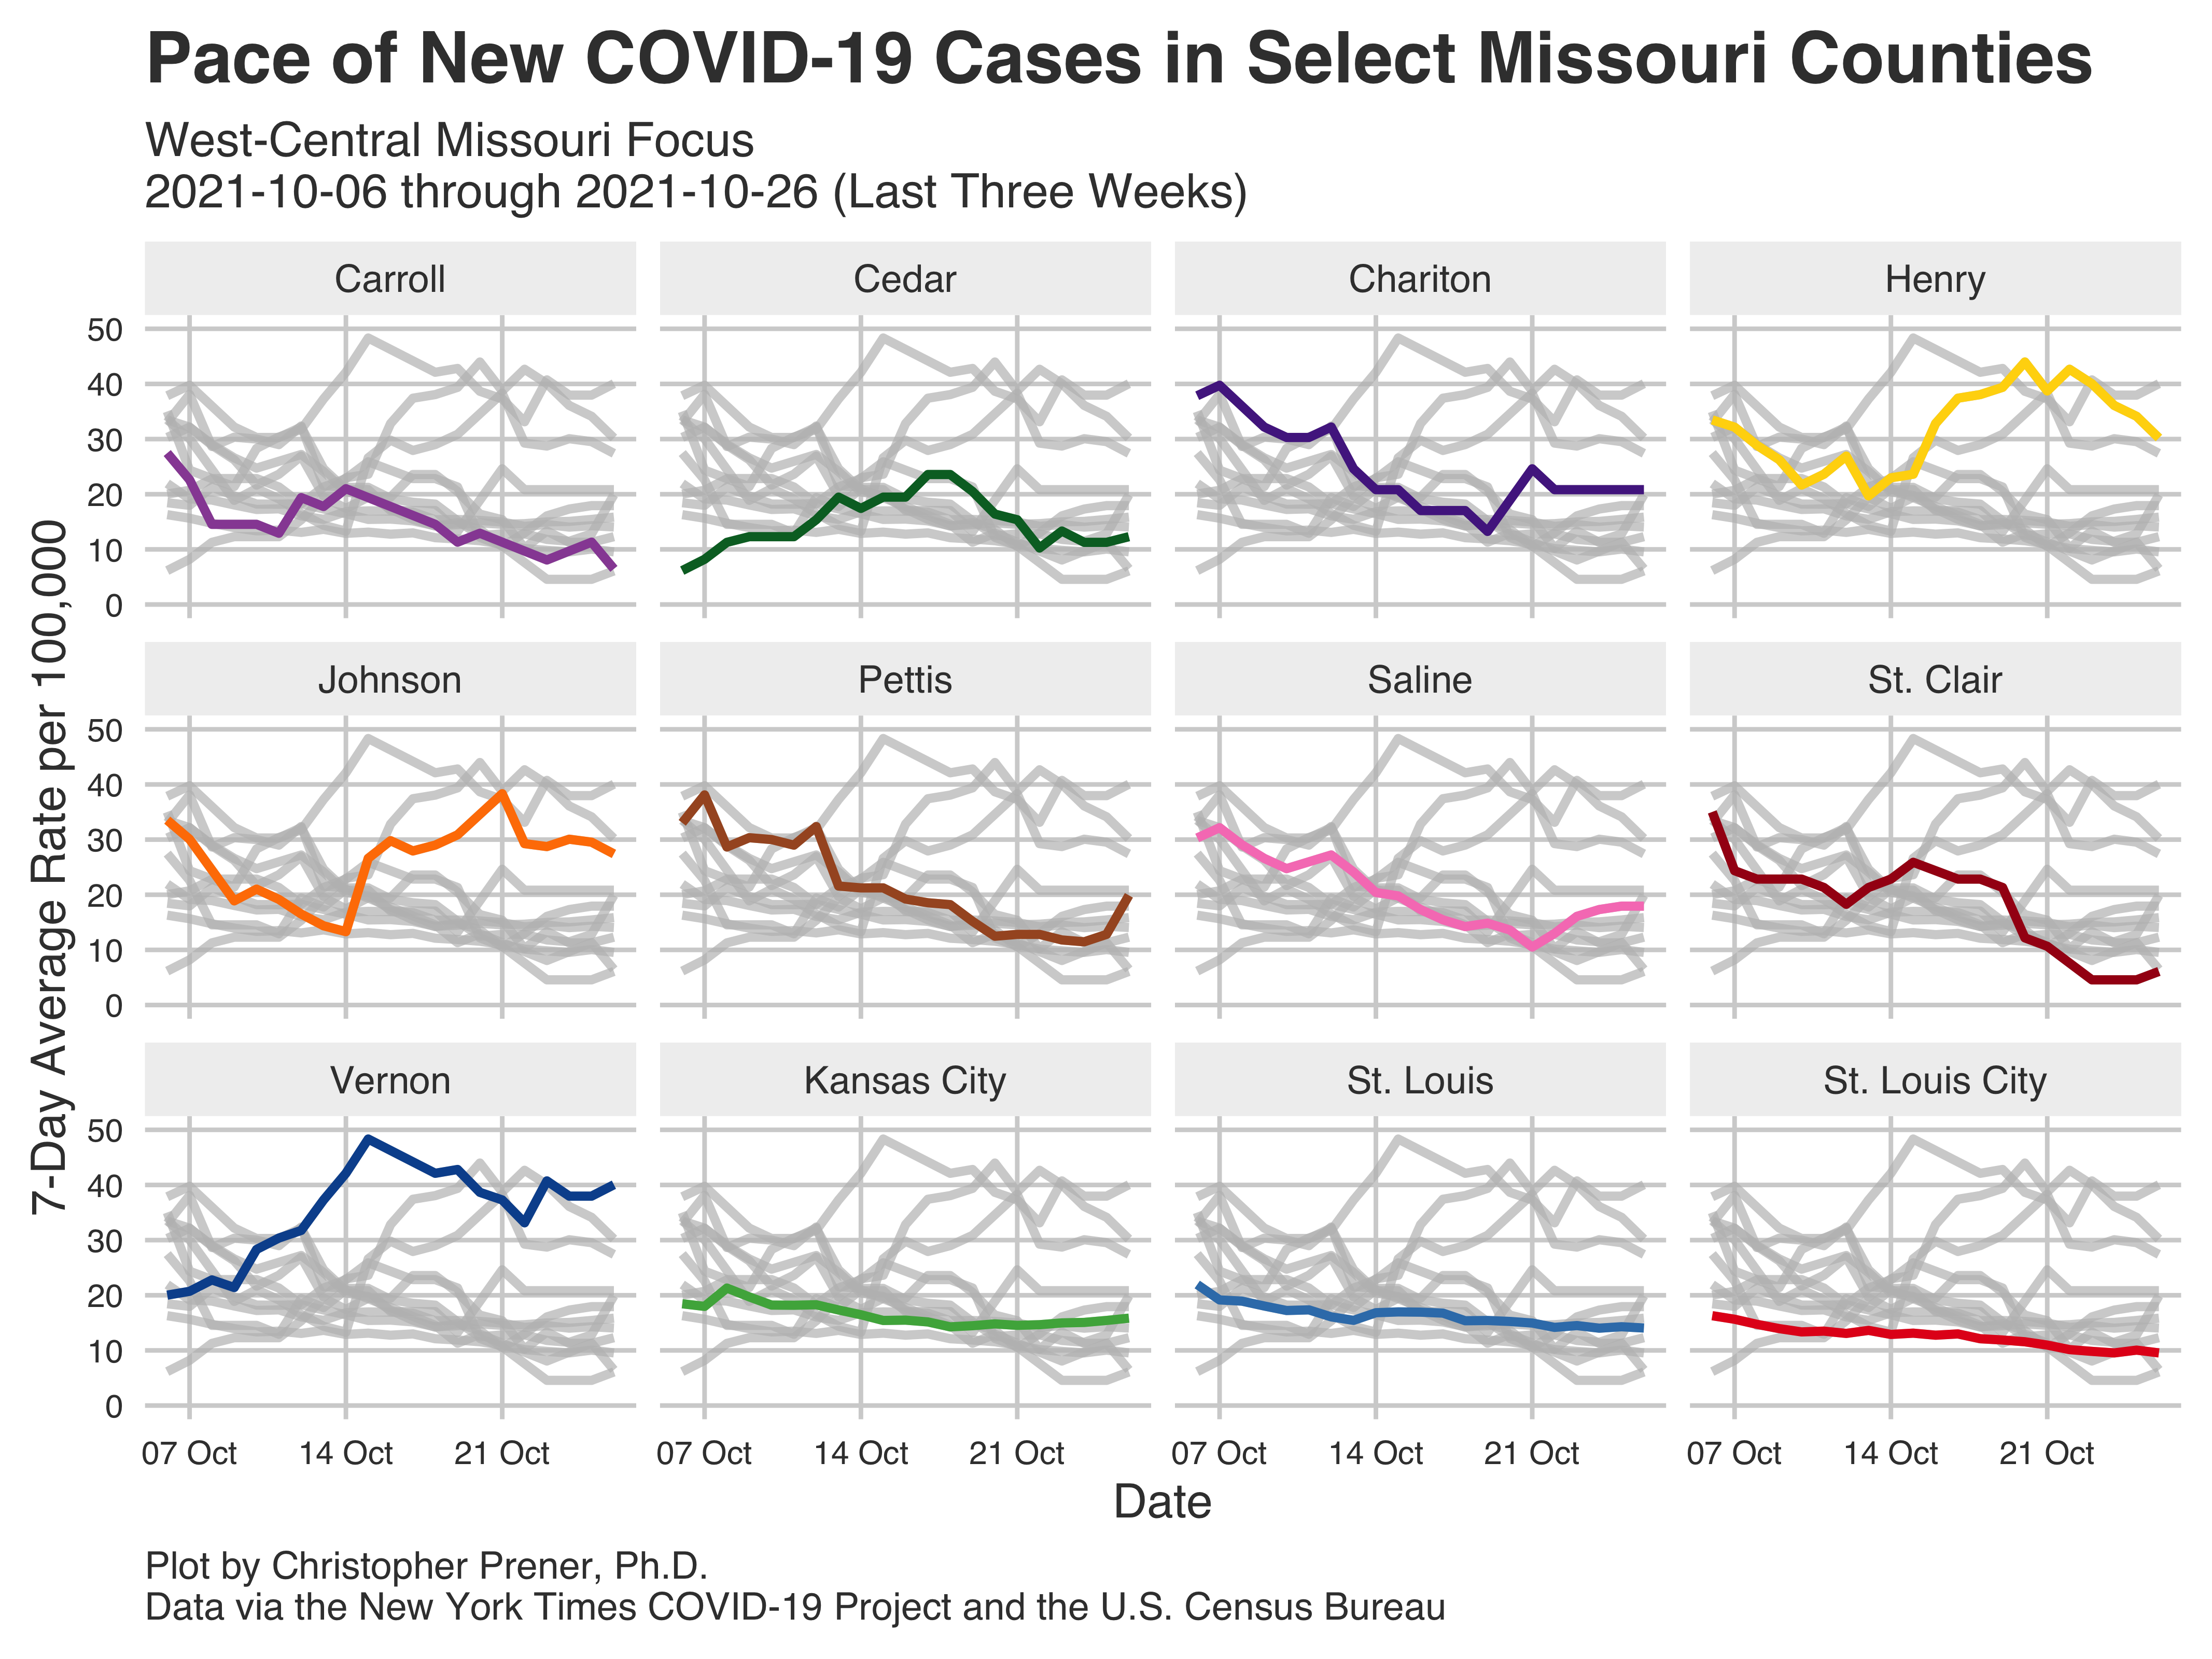 Pace of New COVID-19 Cases in Select Missouri Counties
West-Central Missouri Focus
2021-10-06 through 2021-10-26 (Last Three Weeks)
7-Day Average Rate per 100,000
Carroll
Cedar
Chariton
Henry
50
40
30
20
10
0
Johnson
Pettis
Saline
St. Clair
50
40
30
20
10
0
Vernon
Kansas City
St. Louis
St. Louis City
50
40
30
20
10
0
07 Oct 14 Oct 21 Oct
07 Oct 14 Oct 21 Oct
07 Oct 14 Oct 21 Oct
07 Oct 14 Oct 21 Oct
Date
Plot by Christopher Prener, Ph.D.
Data via the New York Times COVID-19 Project and the U.S. Census Bureau